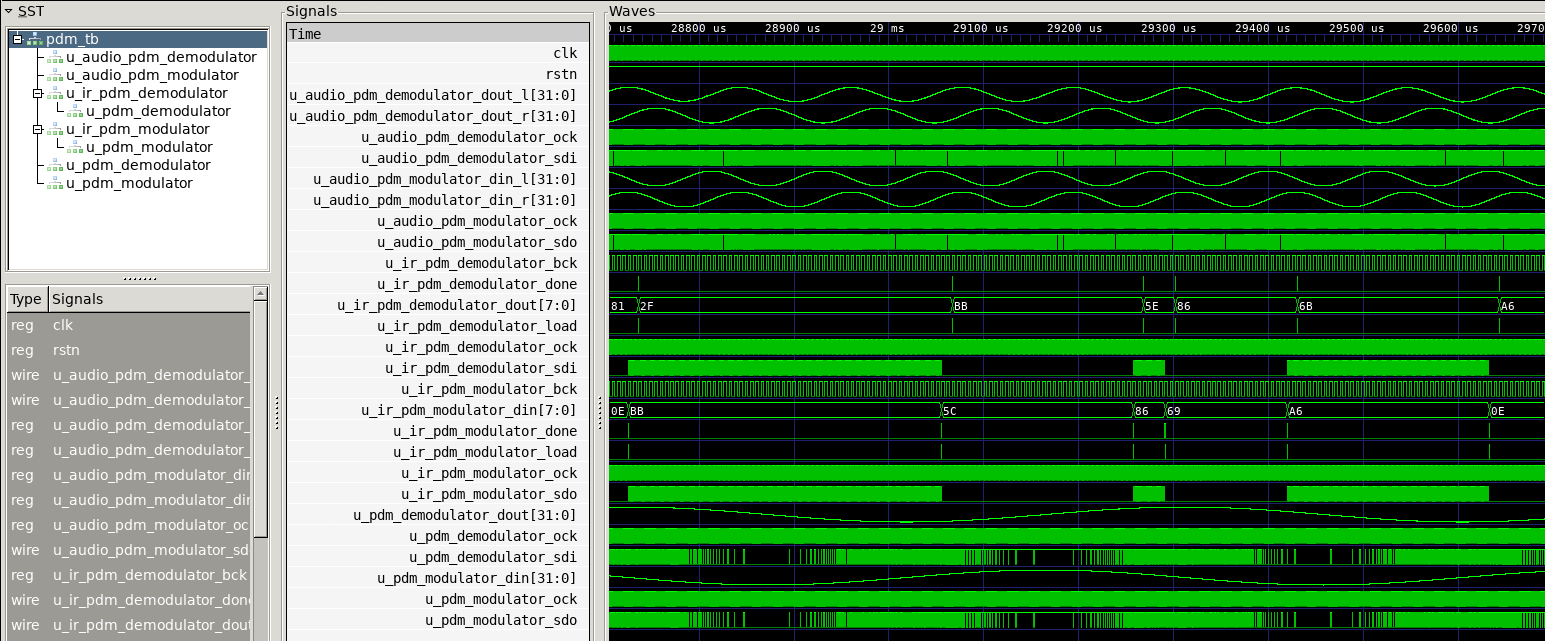 SST
pdm_tb
u_audio_pdm_demodulator
u_audio_pdm_modulator
u_ir_pdm_demodulator
u_pdm_demodulator
u_ir_pdm_modulator
u_pdm_modulator
u_pdm_demodulator
u_pdm_modulator
Type Signals
reg clk
reg rstn
wire u_audio_pdm_demodulator_
wire u_audio_pdm_demodulator_
reg u_audio_pdm_demodulator_
reg u_audio_pdm_demodulator_
reg u_audio_pdm_modulator_dir
reg u_audio_pdm_modulator_dir
reg u_audio_pdm_modulator_oc
wire u_audio_pdm_modulator_sd
reg u_ir_pdm_demodulator_bck
wire u_ir_pdm_demodulator_done
wire u_ir_pdm_demodulator_dout
Signals
Time
clk
rstn
u_audio_pdm_demodulator_dout_l[31:0]
u_audio_pdm_demodulator_dout_r[31:0]
u_audio_pdm_demodulator_ock
u_audio_pdm_demodulator_sdi
u_audio_pdm_modulator_din_l[31:0]
u_audio_pdm_modulator_din_r[31:0]
u_audio_pdm_modulator_ock
u_audio_pdm_modulator_sdo
u_ir_pdm_demodulator_bck
u_ir_pdm_demodulator_done
u_ir_pdm_demodulator_dout[7:0]
u_ir_pdm_demodulator_load
u_ir_pdm_demodulator_ock
u_ir_pdm_demodulator_sdi
u_ir_pdm_modulator_bck
u_ir_pdm_modulator_din[7:0]
u_ir_pdm_modulator_done
u_ir_pdm_modulator_load
u_ir_pdm_modulator_ock
u_ir_pdm_modulator_sdo
u_pdm_demodulator_dout[31:0]
u_pdm_demodulator_ock
u_pdm_demodulator_sdi
u_pdm_modulator_din[31:0]
u_pdm_modulator_ock
u_pdm_modulator_sdo
Waves
us 28800 us 28900 us 29 ms 29100 us 29200 us 29300 us 29400 us 29500 us 29600 us 2970
81 2F BB 5E 86 6B A6
0E BB 5C 86 69 A6 0E